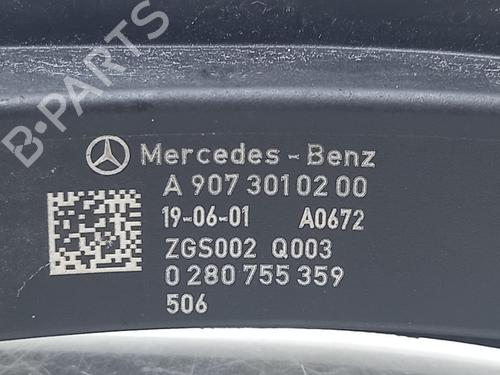 B-PARTS
Mercedes-Benz
A 907 301 02 00
19-06-01 A0672
ZGS002 Q003
0 280 755 359
506